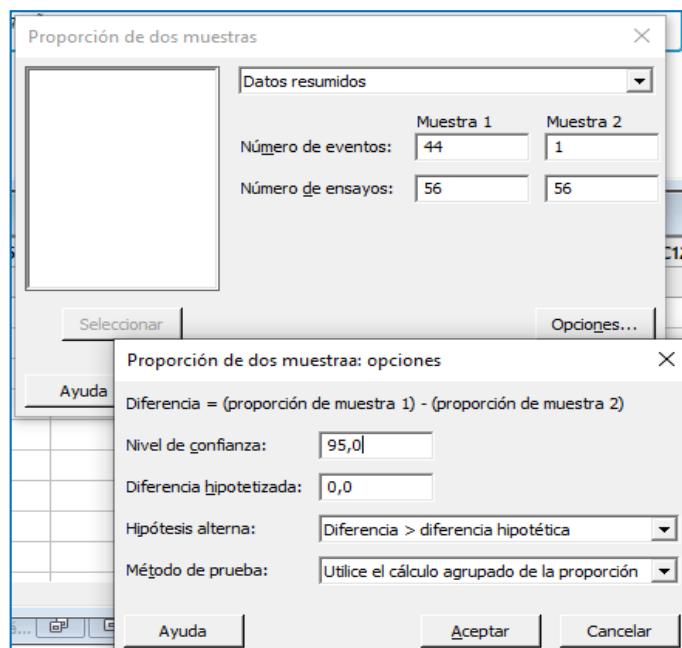 Proporción de dos muestras
Datos resumidos
Muestra 1 Muestra 2
Número de eventos: 44 1
Número de ensayos: 56 56
Seleccionar Opciones...
Ayuda
Proporción de dos muestraa: opciones
Diferencia = (proporción de muestra 1) - (proporción de muestra 2)
Nivel de confianza: 95,0
Diferencia hipotetizada: 0,0
Hipótesis alterna: Diferencia > diferencia hipotética
Método de prueba: Utilice el cálculo agrupado de la proporción
Ayuda Aceptar Cancelar